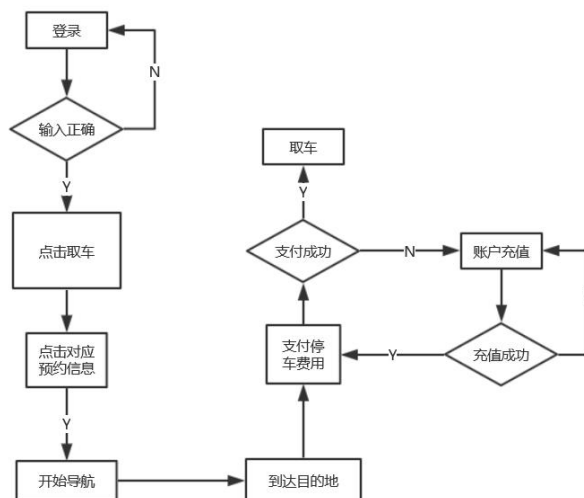 登录
N
输入正确
Y
点击取车
点击对应
预约信息
Y
开始导航
到达目的地
支付停
车费用
支付成功
Y
取车
N
账户充值
充值成功
Y